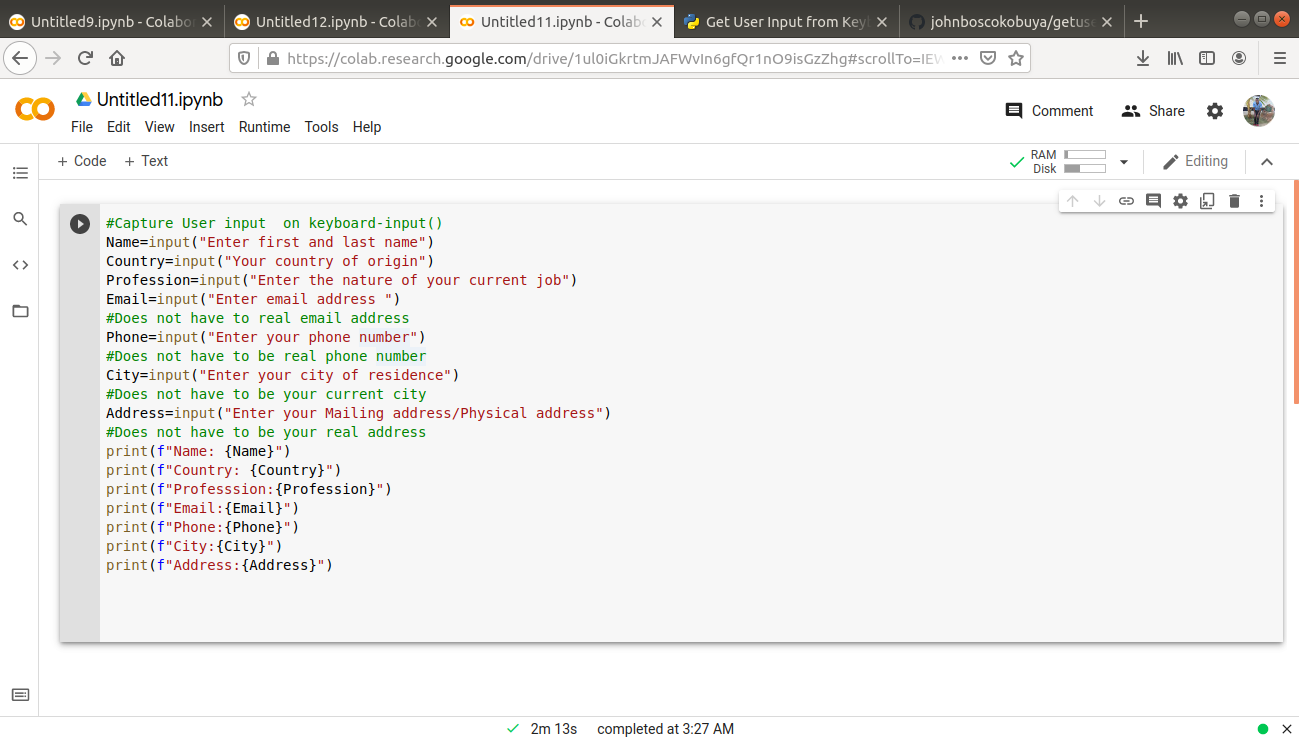 Untitled9.ipynb - Colabo
Untitled12.ipynb - Colab
Untitled11.ipynb - Colab
Get User Input from Key
johnboscokobuya/getus
https://colab.research.google.com/drive/1ul0iGkrtmJAFWvIn6gfQr1nO9isGzZhg#scrollTo=IEW
Untitled11.ipynb
Comment
Share
File Edit View Insert Runtime Tools Help
+ Code + Text
RAM
Disk
Editing
#Capture User input  on keyboard-input()
Name=input("Enter first and last name")
Country=input("Your country of origin")
Profession=input("Enter the nature of your current job")
Email=input("Enter email address ")
#Does not have to real email address
Phone=input("Enter your phone number")
#Does not have to be real phone number
City=input("Enter your city of residence")
#Does not have to be your current city
Address=input("Enter your Mailing address/Physical address")
#Does not have to be your real address
print(f"Name: {Name}")
print(f"Country: {Country}")
print(f"Professsion:{Profession}")
print(f"Email:{Email}")
print(f"Phone:{Phone}")
print(f"City:{City}")
print(f"Address:{Address}")
2m 13s completed at 3:27 AM